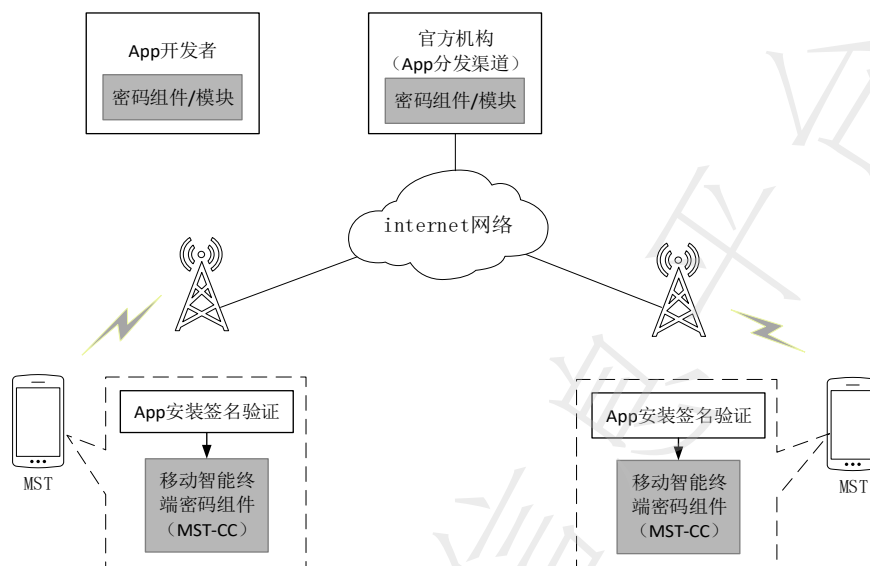 App开发者
密码组件/模块
官方机构
（App分发渠道）
密码组件/模块
internet网络
App安装签名验证
移动智能终
端密码组件
（MST-CC）
MST
App安装签名验证
移动智能终
端密码组件
（MST-CC）
MST